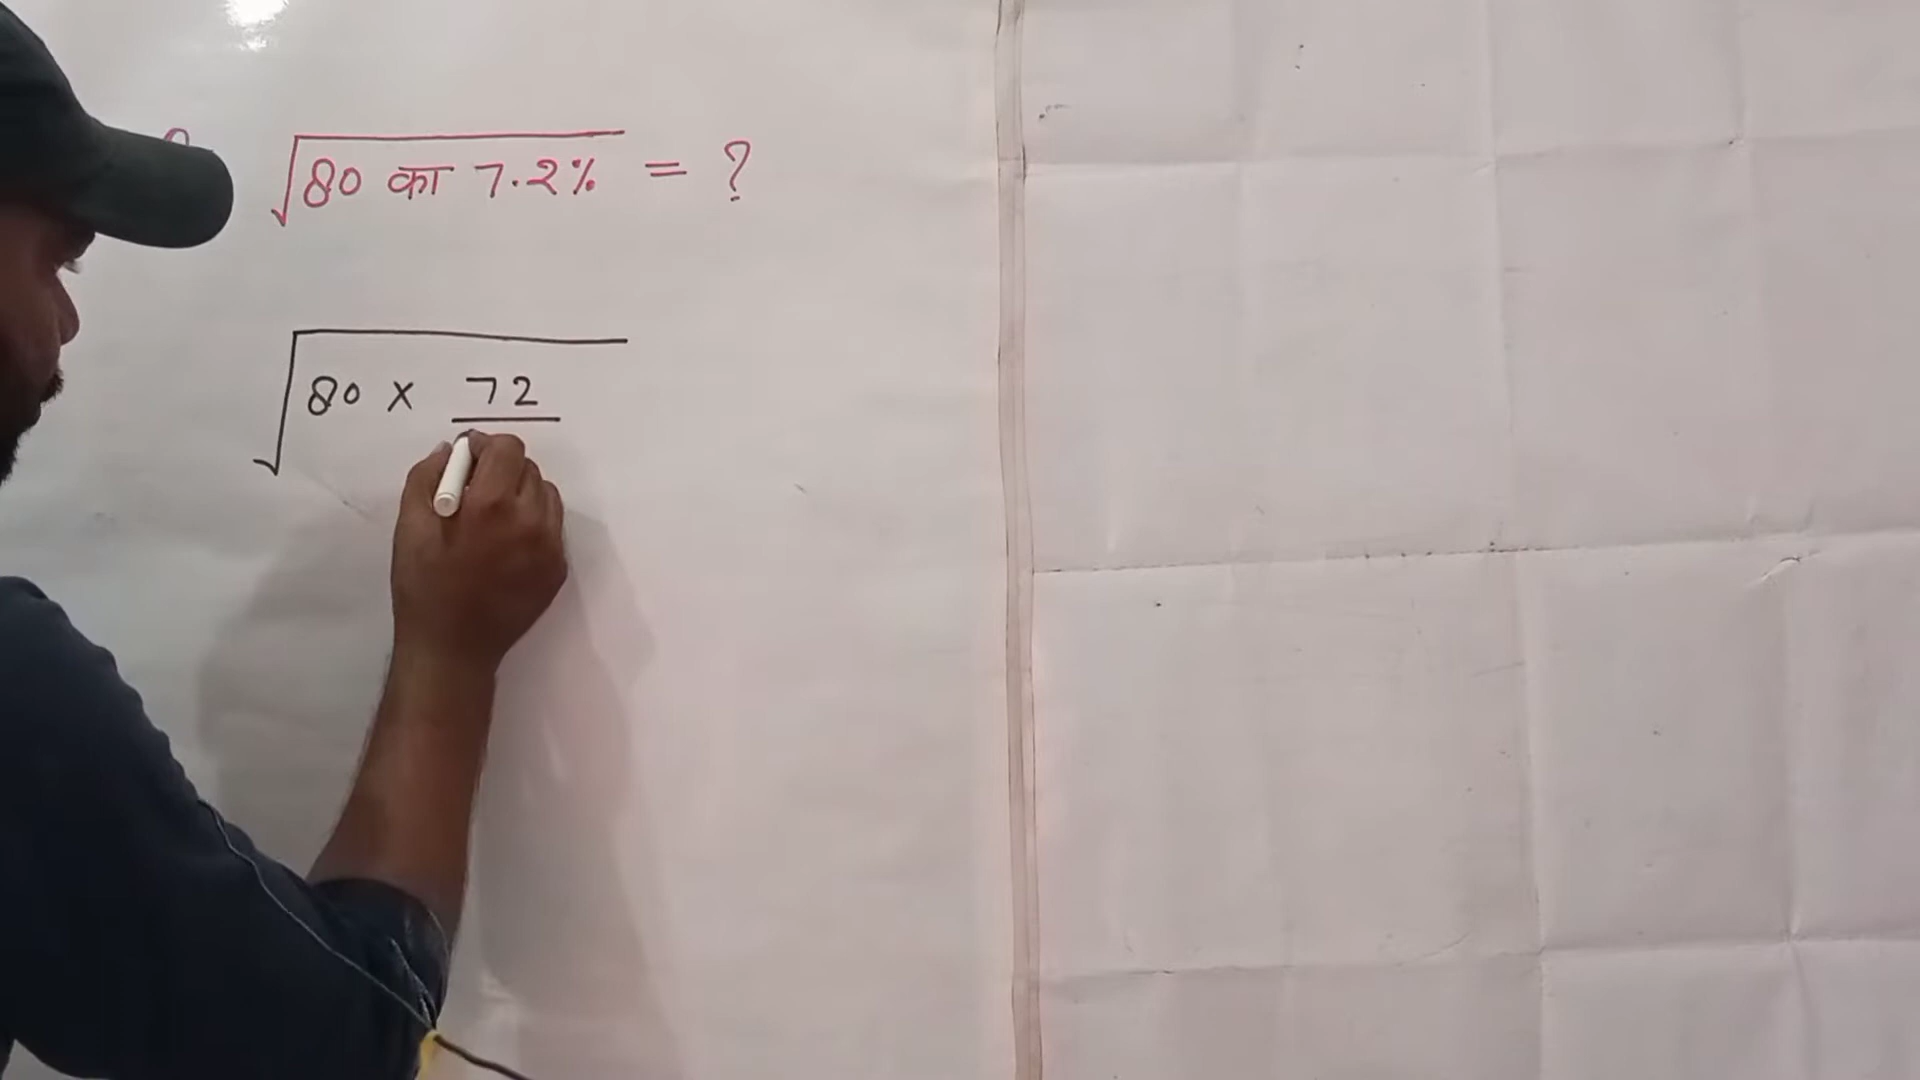 √80 का 7.2% = ?
√80 × 72